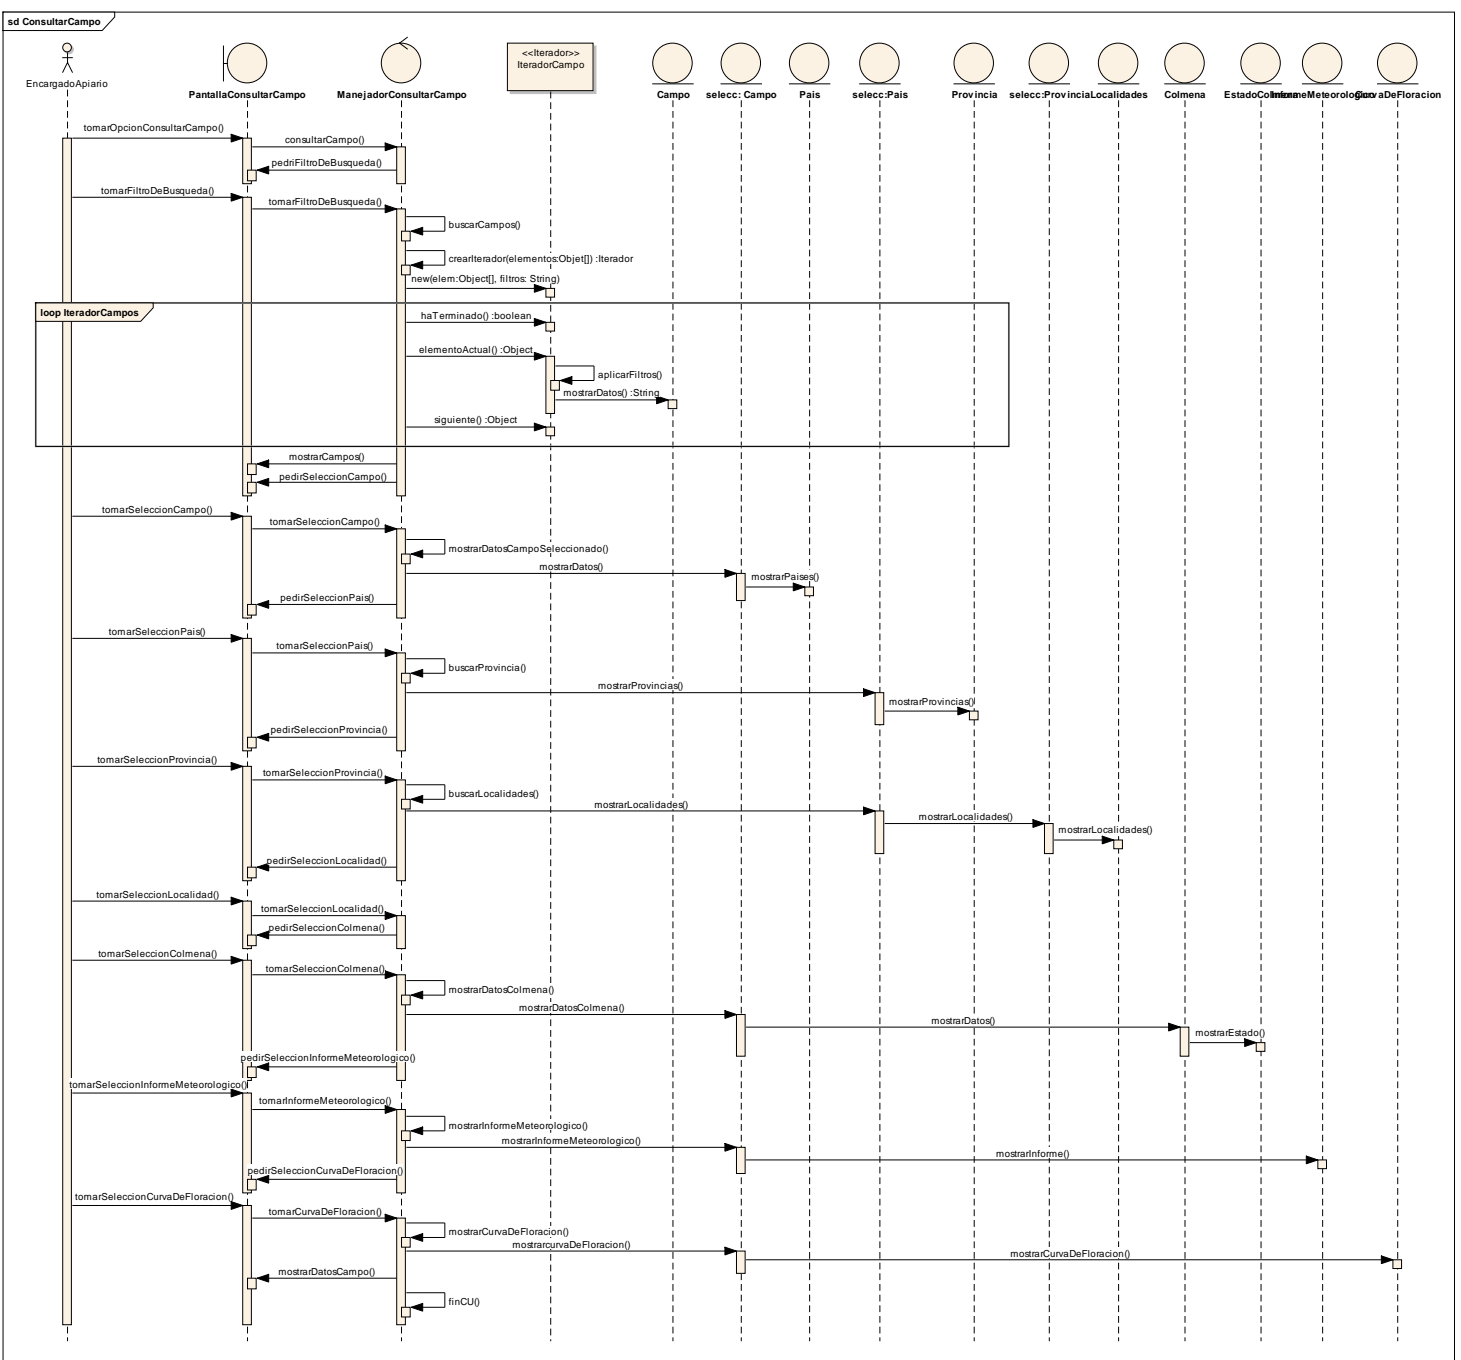 sd ConsultarCampo
<<Iterador>>
IteradorCampo
EncargadoApiario
PantallaConsultarCampo
ManejadorConsultarCampo
Campo
selecc: Campo
Pais
selecc:Pais
Provincia
selecc:Provincia
Localidades
Colmena
EstadoColmena
InformeMeteorologico
CurvaDeFloracion
tomarOpcionConsultarCampo()
consultarCampo()
pedriFiltroDeBusqueda()
tomarFiltroDeBusqueda()
tomarFiltroDeBusqueda()
buscarCampos()
crearIterador(elementos:Objet[]) :Iterador
new(elem:Object[], filtros: String)
loop IteradorCampos
haTerminado() :boolean
elementoActual() :Object
aplicarFiltros()
mostrarDatos() :String
siguiente() :Object
mostrarCampos()
pedirSeleccionCampo()
tomarSeleccionCampo()
tomarSeleccionCampo()
mostrarDatosCampoSeleccionado()
mostrarDatos()
mostrarPaises()
pedirSeleccionPais()
tomarSeleccionPais()
tomarSeleccionPais()
buscarProvincia()
mostrarProvincias()
mostrarProvincias()
pedirSeleccionProvincia()
tomarSeleccionProvincia()
tomarSeleccionProvincia()
buscarLocalidades()
mostrarLocalidades()
mostrarLocalidades()
mostrarLocalidades()
pedirSeleccionLocalidad()
tomarSeleccionLocalidad()
tomarSeleccionLocalidad()
pedirSeleccionColmena()
tomarSeleccionColmena()
tomarSeleccionColmena()
mostrarDatosColmena()
mostrarDatosColmena()
mostrarDatos()
mostrarEstado()
pedirSeleccionInformeMeteorologico()
tomarSeleccionInformeMeteorologico()
tomarInformeMeteorologico()
mostrarInformeMeteorologico()
mostrarInformeMeteorologico()
mostrarInforme()
pedirSeleccionCurvaDeFloracion()
tomarSeleccionCurvaDeFloracion()
tomarCurvaDeFloracion()
mostrarCurvaDeFloracion()
mostrarcurvaDeFloracion()
mostrarCurvaDeFloracion()
mostrarDatosCampo()
finCU()